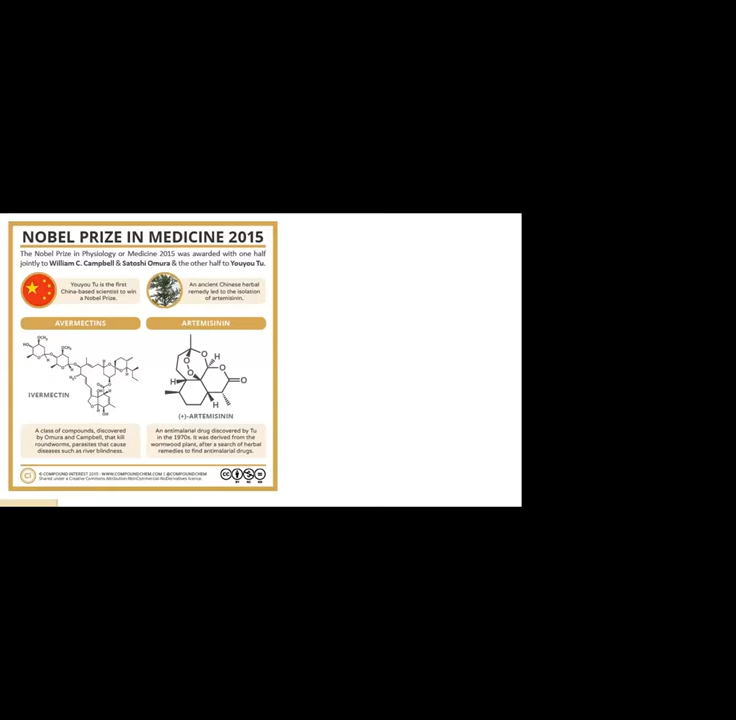 NOBEL PRIZE IN MEDICINE 2015
The Nobel Prize in Physiology or Medicine 2015 was awarded with one half
jointly to William C. Campbell & Satoshi Omura & the other half to Youyou Tu.
Youyou Tu is the first
China-based scientist to win
a Nobel Prize.
An ancient Chinese herbal
remedy led to the isolation
of artemisinin.
AVERMECTINS
IVERMECTIN
A class of compounds, discovered
by Omura and Campbell, that kill
roundworms, parasites that cause
diseases such as river blindness.
ARTEMISININ
H
O
O
O
O
O
H
H
(+)-ARTEMISININ
An antimalarial drug discovered by Tu
in the 1970s. It was derived from the
wormwood plant, after a search of herbal
remedies to find antimalarial drugs.
Ci
© COMPOUND INTEREST 2015 - WWW.COMPOUNDCHEM.COM | @COMPOUNDCHEM
Shared under a Creative Commons Attribution-NonCommercial-NoDerivatives licence.
CC
BY NC ND